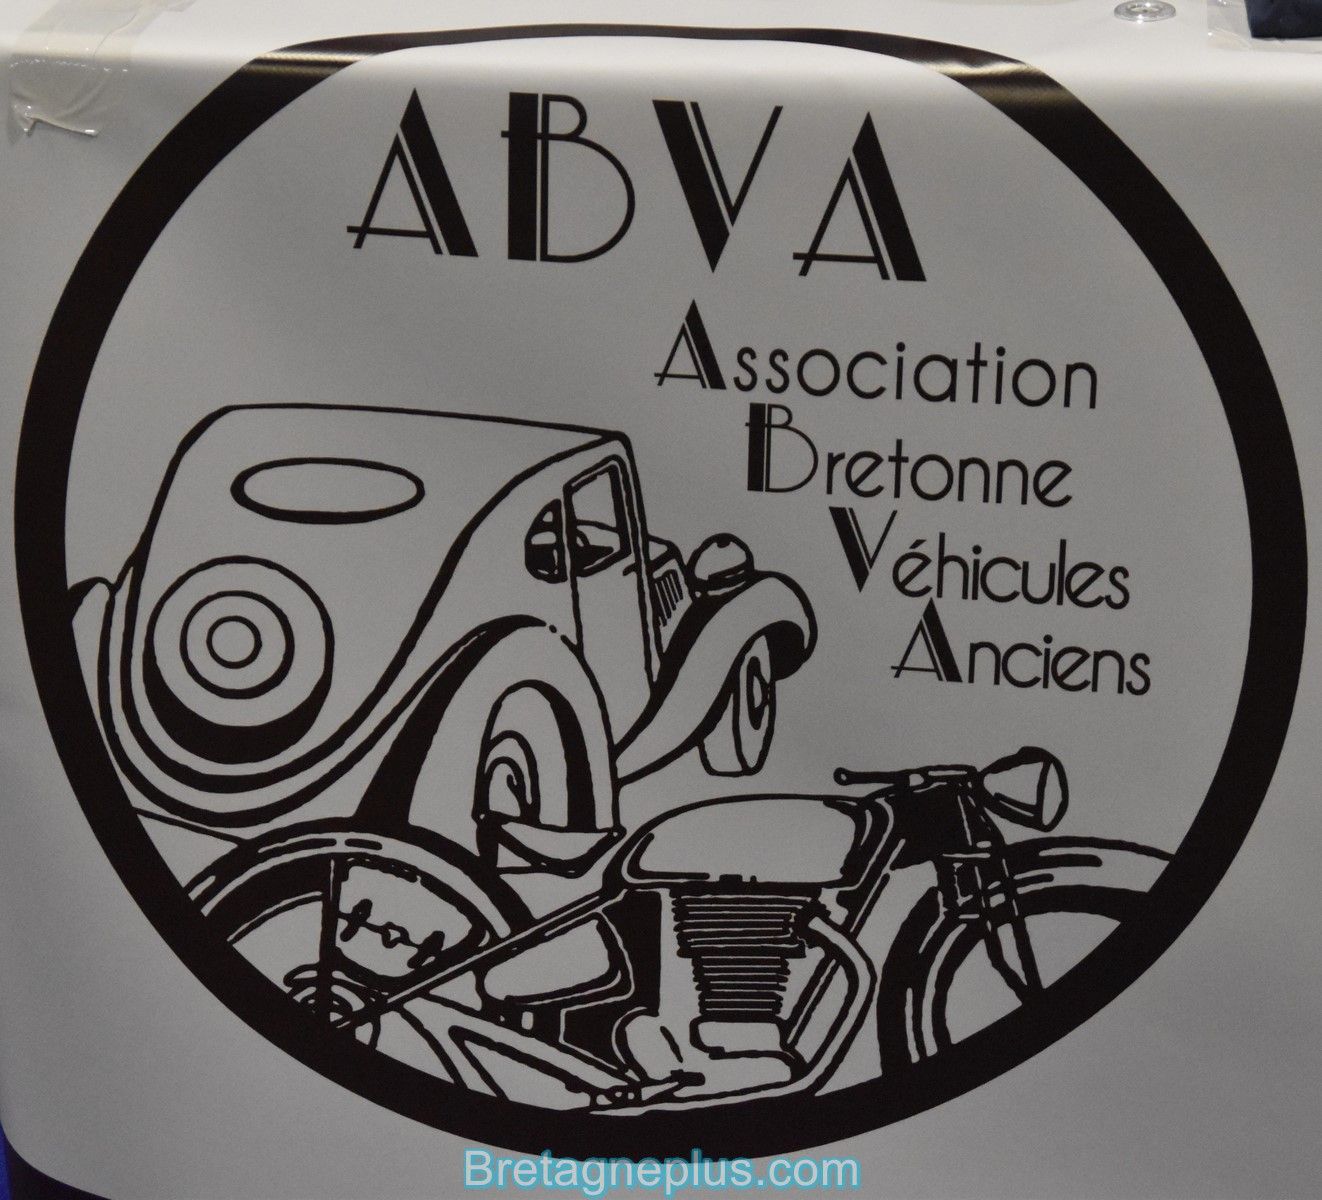 ABVA
Association
Bretonne
Véhicules
Anciens
Bretagneplus.com